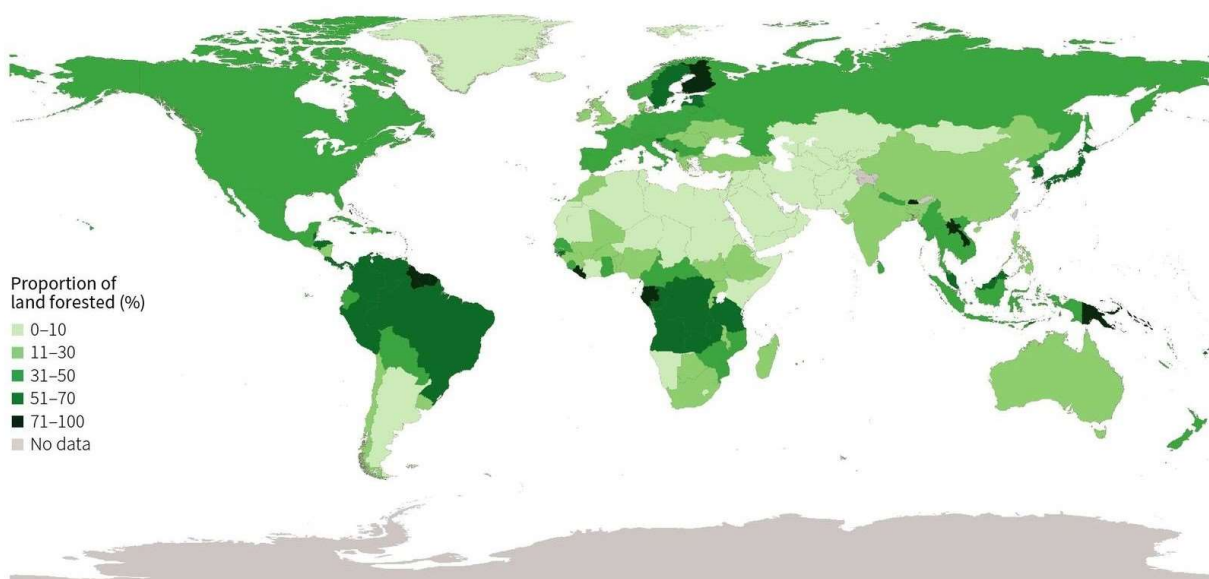 Proportion of
land forested (%)
0–10
11–30
31–50
51–70
71–100
No data